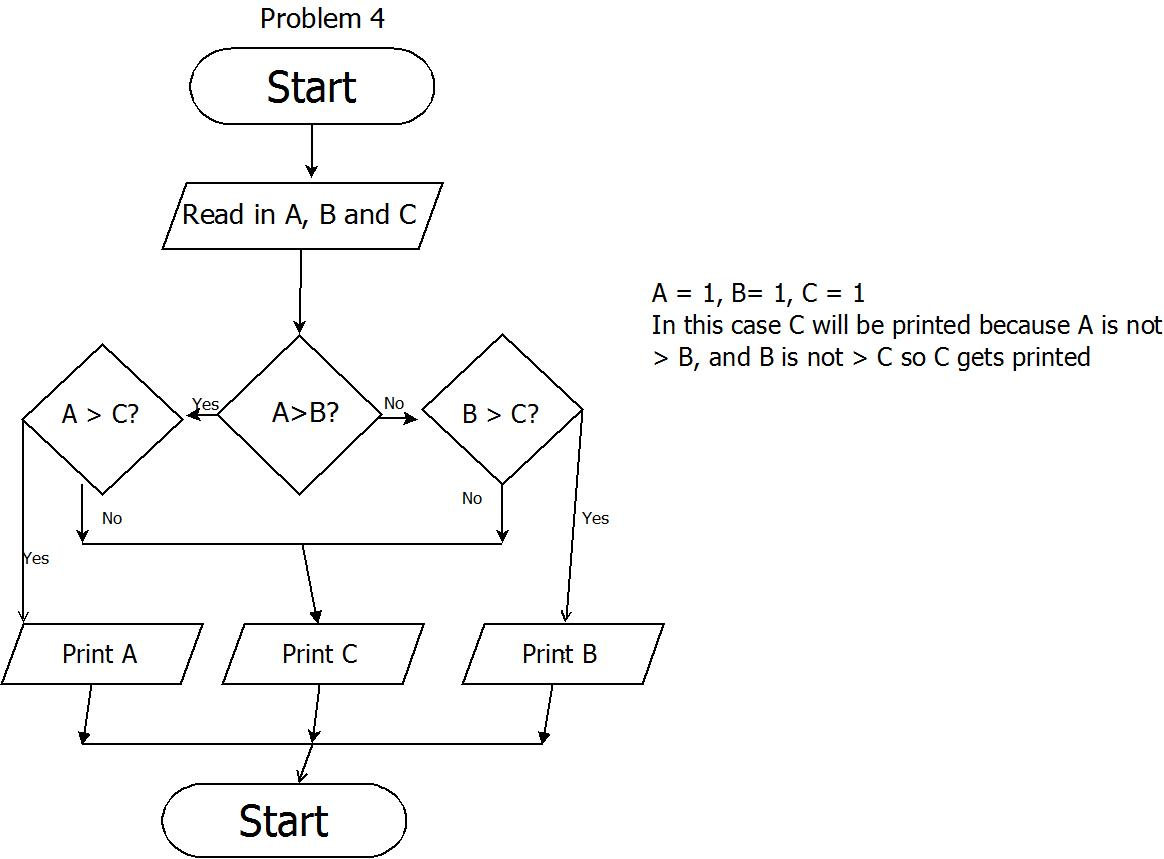 Problem 4
Start
Read in A, B and C
A = 1, B= 1, C = 1
In this case C will be printed because A is not
> B, and B is not > C so C gets printed
A > C?
Yes
A>B?
No
B > C?
No
No
Yes
Yes
Print A
Print C
Print B
Start